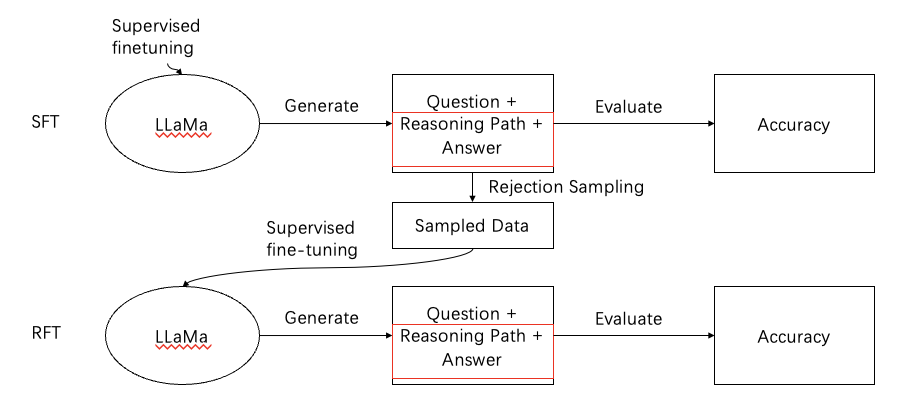 Supervised
finetuning
SFT
LLaMa
Generate
Question +
Reasoning Path +
Answer
Evaluate
Accuracy
Rejection Sampling
Sampled Data
Supervised
fine-tuning
RFT
LLaMa
Generate
Question +
Reasoning Path +
Answer
Evaluate
Accuracy